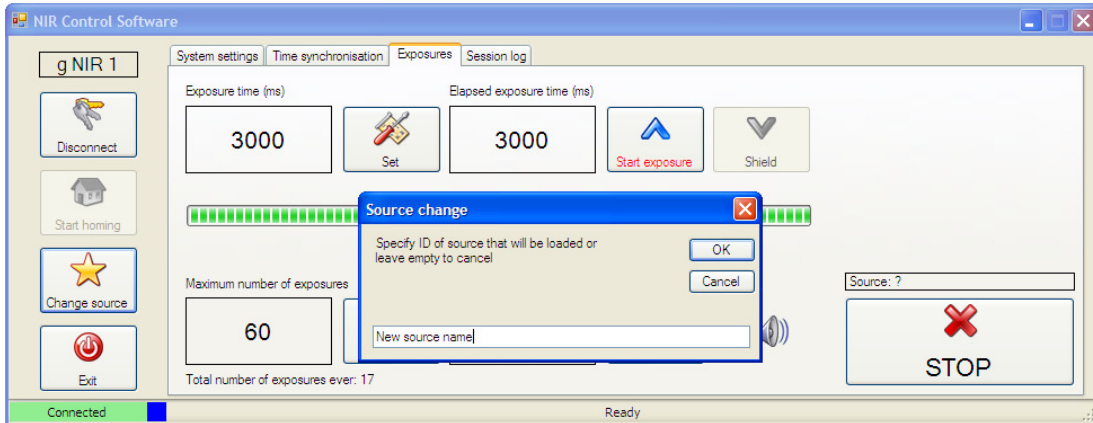 NIR Control Software
g NIR 1
Disconnect
Start homing
Change source
Exit
System settings
Time synchronisation
Exposures
Session log
Exposure time (ms)
3000
Set
Elapsed exposure time (ms)
3000
Start exposure
Shield
Source change
Specify ID of source that will be loaded or
leave empty to cancel
OK
Cancel
New source name
Maximum number of exposures
60
Total number of exposures ever: 17
Source: ?
STOP
Connected
Ready